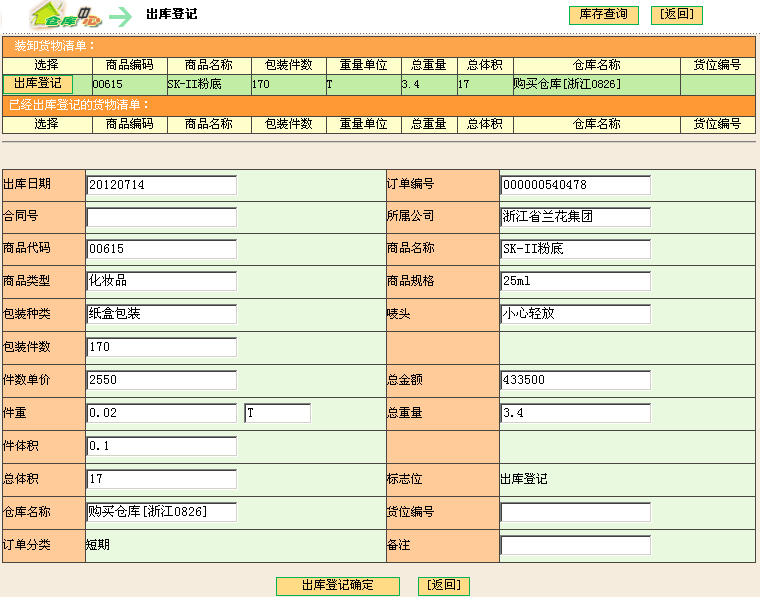 仓库中心 出库登记 库存查询 [返回]
装卸货物清单：
选择 商品编码 商品名称 包装件数 重量单位 总重量 总体积 仓库名称 货位编号
出库登记 00615 SK-II粉底 170 T 3.4 17 购买仓库[浙江0826]
已经出库登记的货物清单：
选择 商品编码 商品名称 包装件数 重量单位 总重量 总体积 仓库名称 货位编号
出库日期 20120714 订单编号 000000540478
合同号 所属公司 浙江省兰花集团
商品代码 00615 商品名称 SK-II粉底
商品类型 化妆品 商品规格 25ml
包装种类 纸盒包装 唛头 小心轻放
包装件数 170
件数单价 2550 总金额 433500
件重 0.02 T 总重量 3.4
件体积 0.1
总体积 17 标志位 出库登记
仓库名称 购买仓库[浙江0826] 货位编号
订单分类 短期 备注
出库登记确定 [返回]